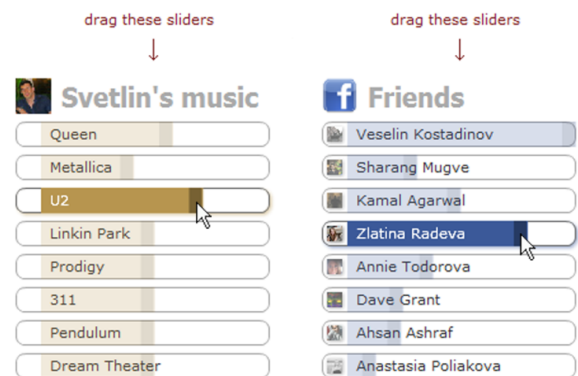 drag these sliders
Svetlin's music
Queen
Metallica
U2
Linkin Park
Prodigy
311
Pendulum
Dream Theater
drag these sliders
f Friends
Veselin Kostadinov
Sharang Mugve
Kamal Agarwal
Zlatina Radeva
Annie Todorova
Dave Grant
Ahsan Ashraf
Anastasia Poliakova